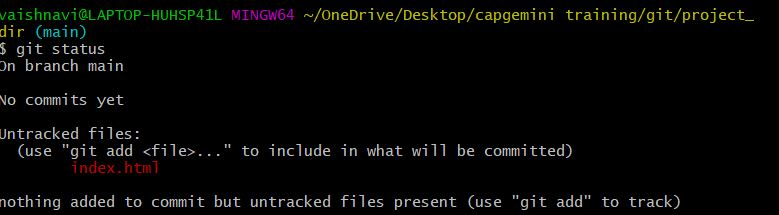 vaishnavi@LAPTOP-HUHSP41L MINGW64 ~/OneDrive/Desktop/capgemini training/git/project_
dir (main)
$ git status
On branch main
No commits yet
Untracked files:
(use "git add <file>..." to include in what will be committed)
index.html
nothing added to commit but untracked files present (use "git add" to track)